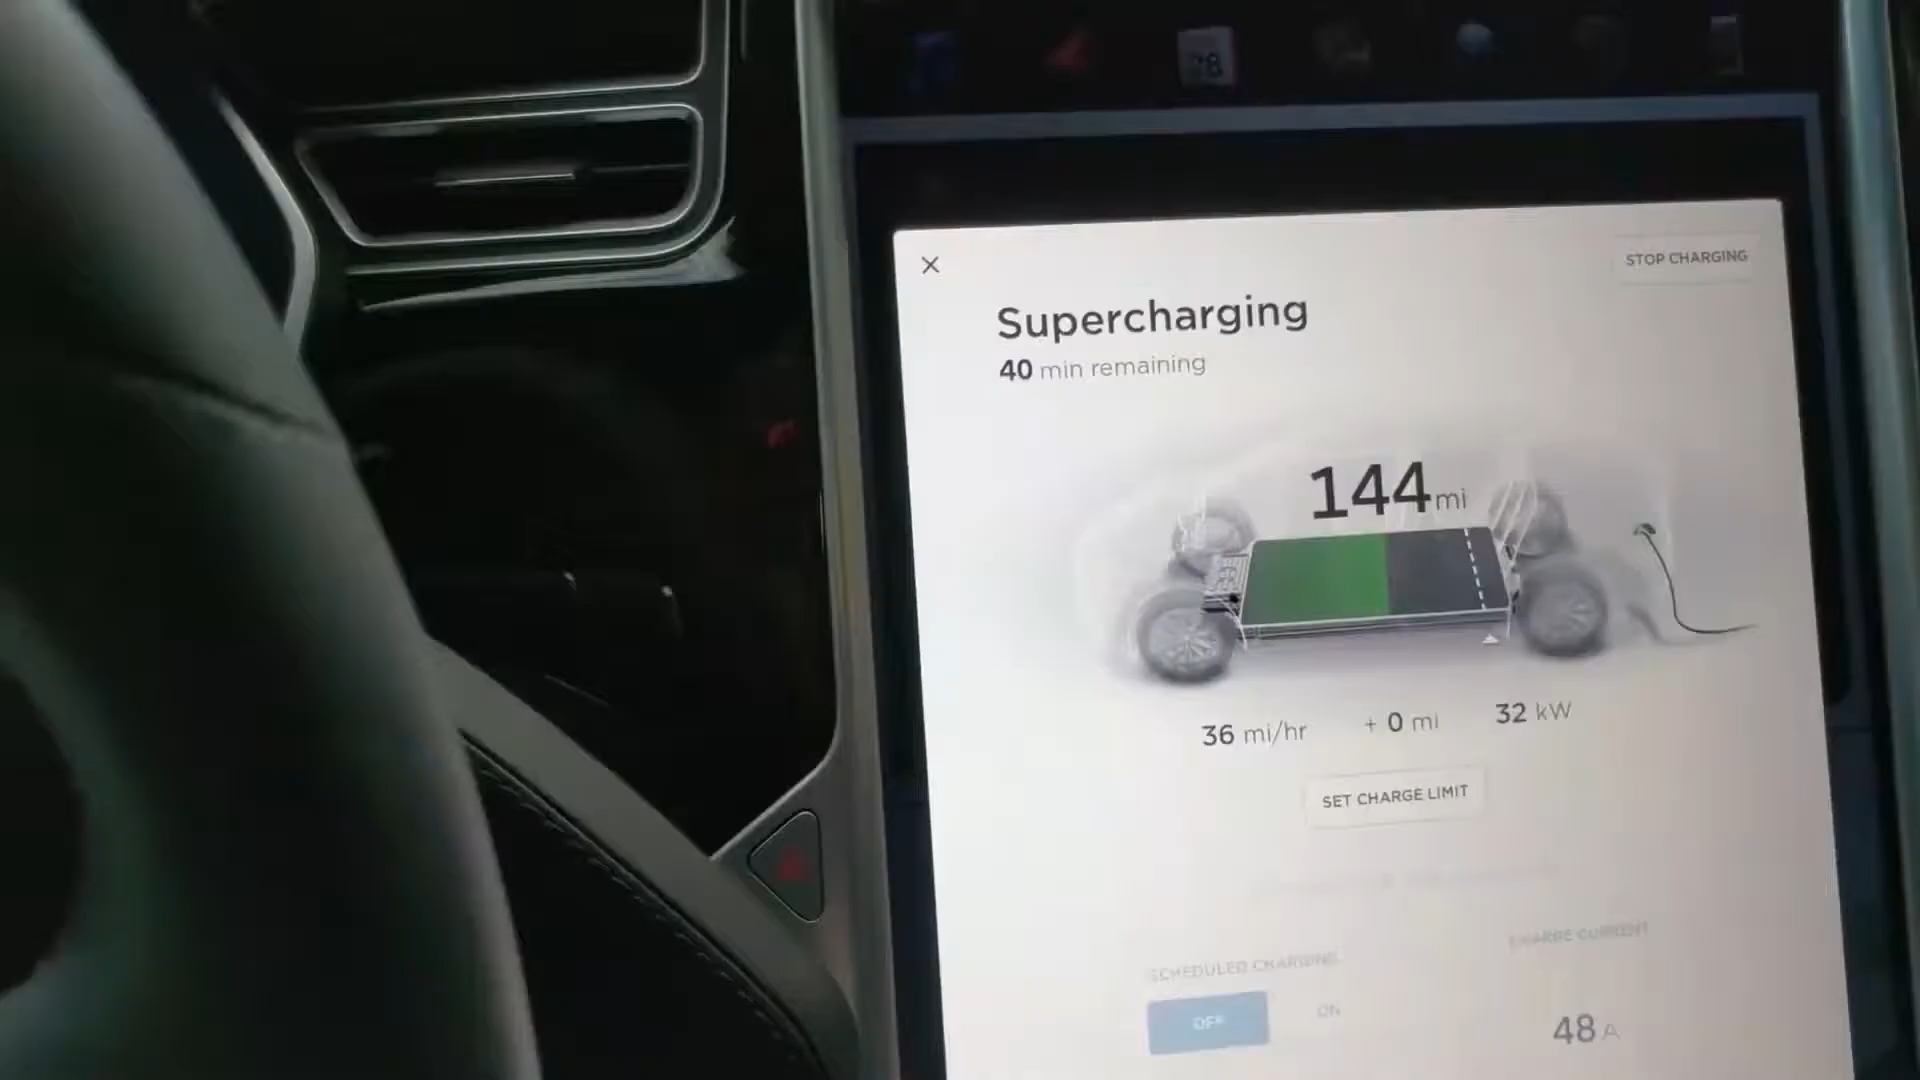 28
STOP CHARGING
Supercharging
40 min remaining
144 mi
36 mi/hr + 0 mi 32 kW
SET CHARGE LIMIT
SCHEDULED CHARGING
CHARGE CURRENT
OFF ON
48 A